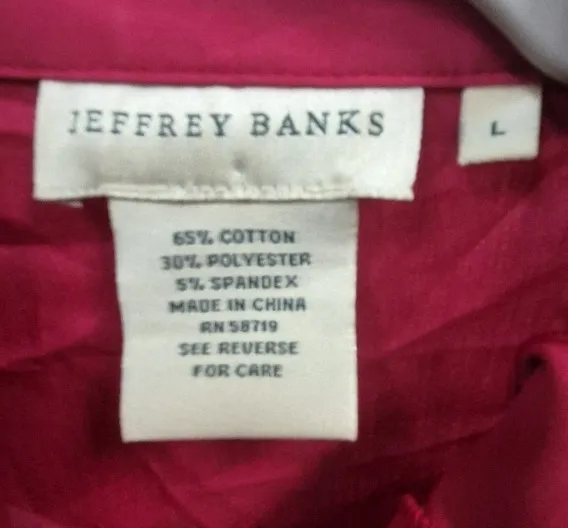 JEFFREY BANKS
L
65% COTTON
30% POLYESTER
5% SPANDEX
MADE IN CHINA
RN 58719
SEE REVERSE
FOR CARE